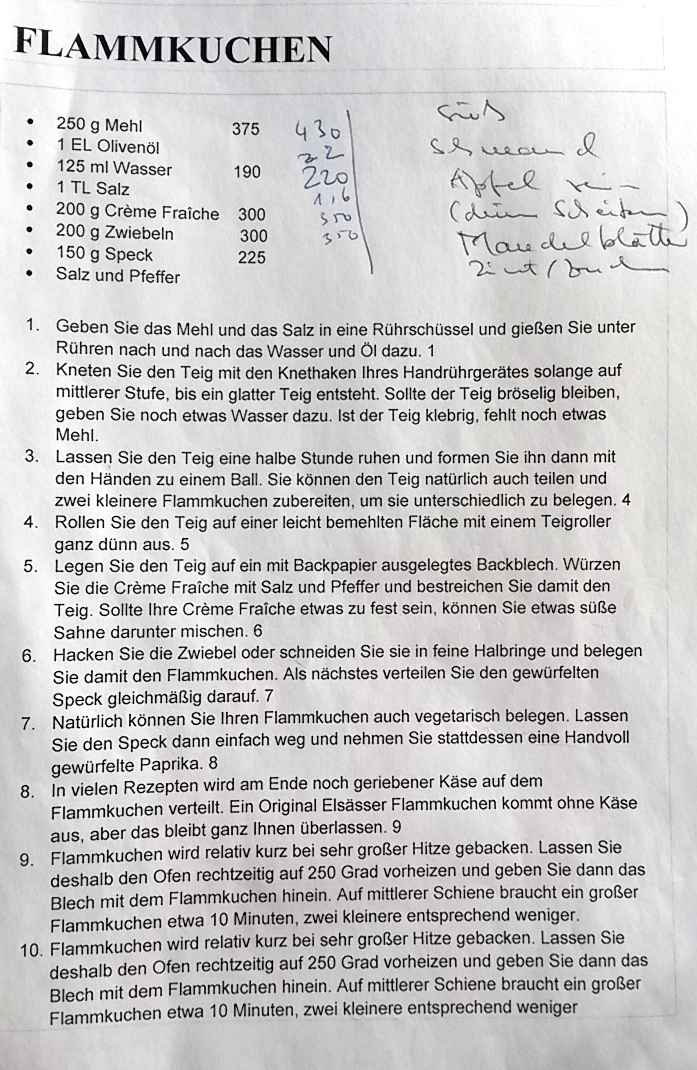 FLAMMKUCHEN
• 250 g Mehl 375 430
• 1 EL Olivenöl 22
• 125 ml Wasser 190 220
• 1 TL Salz 1,6
• 200 g Crème Fraîche 300 350
• 200 g Zwiebeln 300 350
• 150 g Speck 225
• Salz und Pfeffer
Süß
Schmand
Apfel
(dünn Scheiben)
Mandelblätter
Zimt/Zucker
1. Geben Sie das Mehl und das Salz in eine Rührschüssel und gießen Sie unter
Rühren nach und nach das Wasser und Öl dazu. 1
2. Kneten Sie den Teig mit den Knethaken Ihres Handrührgerätes solange auf
mittlerer Stufe, bis ein glatter Teig entsteht. Sollte der Teig bröselig bleiben,
geben Sie noch etwas Wasser dazu. Ist der Teig klebrig, fehlt noch etwas
Mehl.
3. Lassen Sie den Teig eine halbe Stunde ruhen und formen Sie ihn dann mit
den Händen zu einem Ball. Sie können den Teig natürlich auch teilen und
zwei kleinere Flammkuchen zubereiten, um sie unterschiedlich zu belegen. 4
4. Rollen Sie den Teig auf einer leicht bemehlten Fläche mit einem Teigroller
ganz dünn aus. 5
5. Legen Sie den Teig auf ein mit Backpapier ausgelegtes Backblech. Würzen
Sie die Crème Fraîche mit Salz und Pfeffer und bestreichen Sie damit den
Teig. Sollte Ihre Crème Fraîche etwas zu fest sein, können Sie etwas süße
Sahne darunter mischen. 6
6. Hacken Sie die Zwiebel oder schneiden Sie sie in feine Halbringe und belegen
Sie damit den Flammkuchen. Als nächstes verteilen Sie den gewürfelten
Speck gleichmäßig darauf. 7
7. Natürlich können Sie Ihren Flammkuchen auch vegetarisch belegen. Lassen
Sie den Speck dann einfach weg und nehmen Sie stattdessen eine Handvoll
gewürfelte Paprika. 8
8. In vielen Rezepten wird am Ende noch geriebener Käse auf dem
Flammkuchen verteilt. Ein Original Elsässer Flammkuchen kommt ohne Käse
aus, aber das bleibt ganz Ihnen überlassen. 9
9. Flammkuchen wird relativ kurz bei sehr großer Hitze gebacken. Lassen Sie
deshalb den Ofen rechtzeitig auf 250 Grad vorheizen und geben Sie dann das
Blech mit dem Flammkuchen hinein. Auf mittlerer Schiene braucht ein großer
Flammkuchen etwa 10 Minuten, zwei kleinere entsprechend weniger.
10. Flammkuchen wird relativ kurz bei sehr großer Hitze gebacken. Lassen Sie
deshalb den Ofen rechtzeitig auf 250 Grad vorheizen und geben Sie dann das
Blech mit dem Flammkuchen hinein. Auf mittlerer Schiene braucht ein großer
Flammkuchen etwa 10 Minuten, zwei kleinere entsprechend weniger